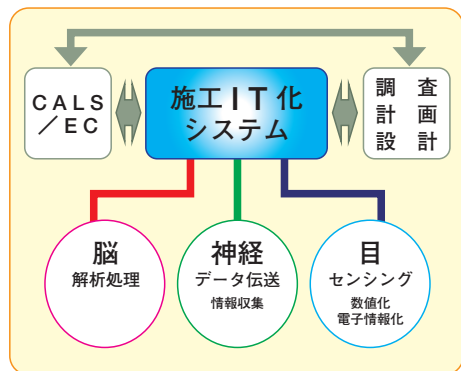 CALS
／EC
施工IT化
システム
調査
計画
設計
脳
解析処理
神経
データ伝送
情報収集
目
センシング
数値化
電子情報化